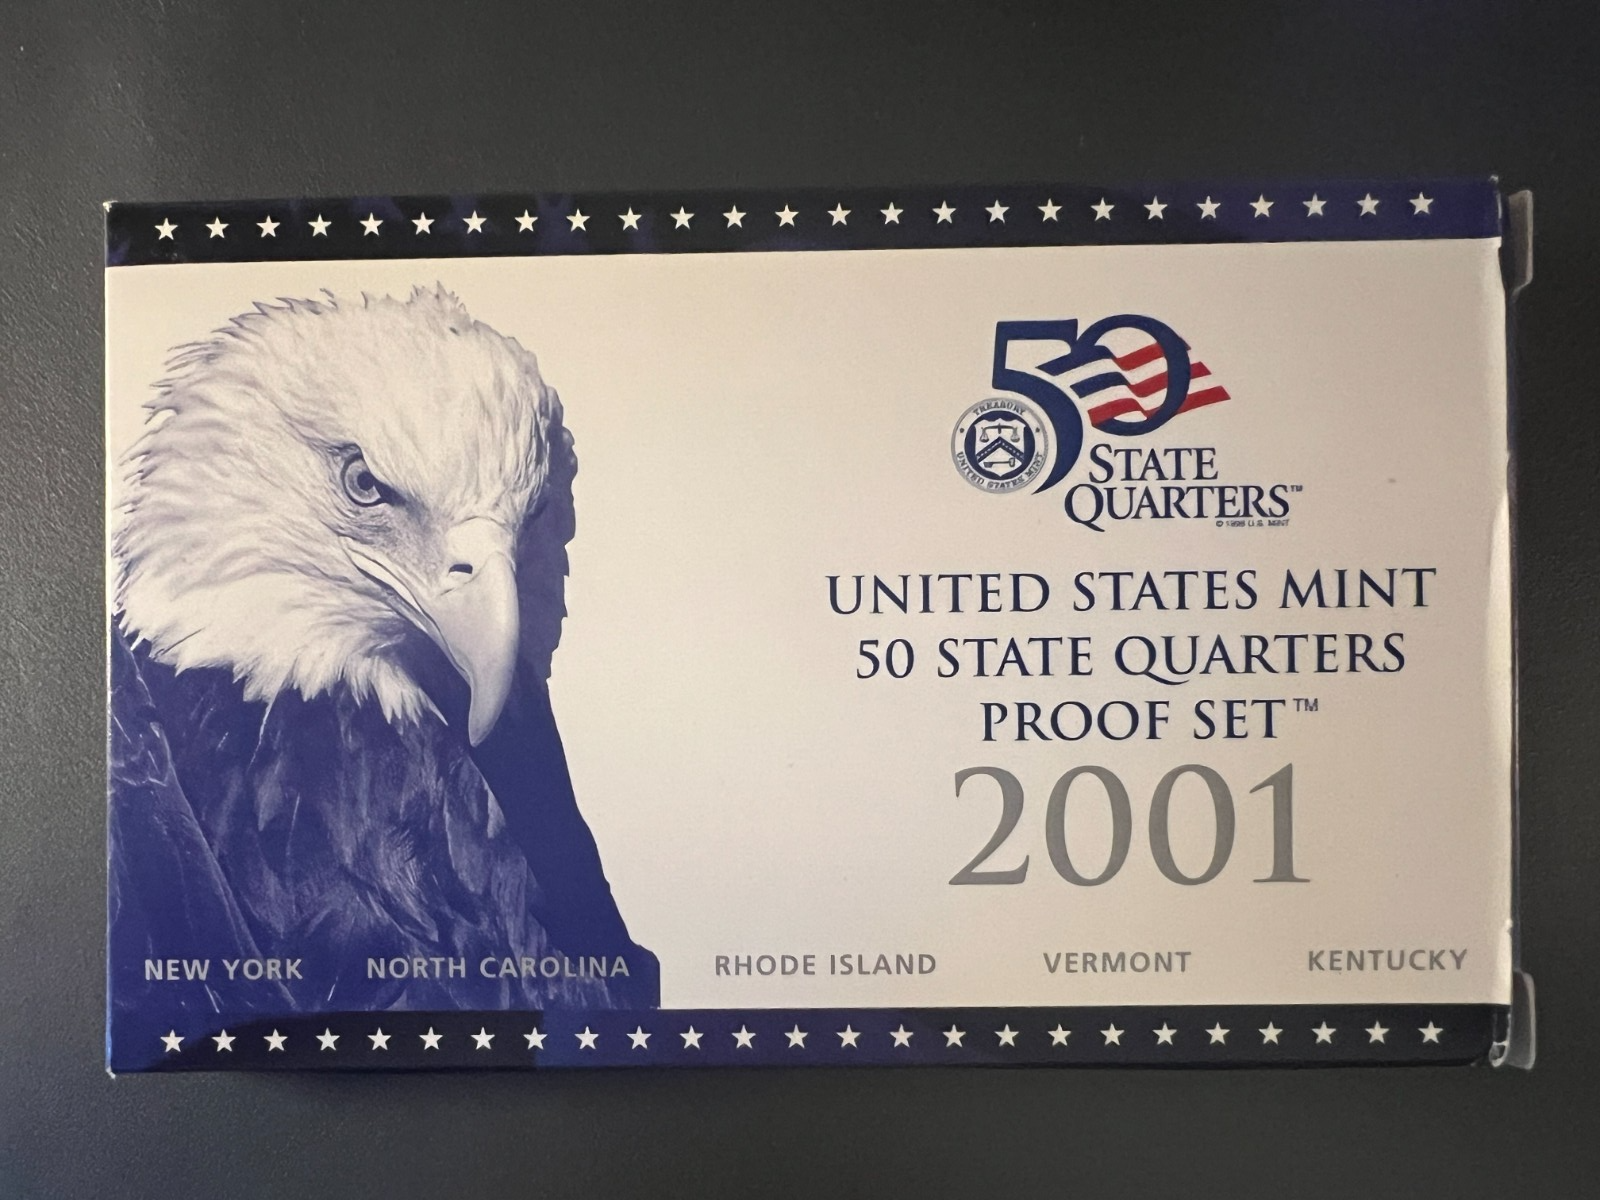 50
TREASURY
UNITED STATES MINT
STATE
QUARTERS™
© 1998 U.S. MINT
UNITED STATES MINT
50 STATE QUARTERS
PROOF SET™
2001
NEW YORK NORTH CAROLINA RHODE ISLAND VERMONT KENTUCKY